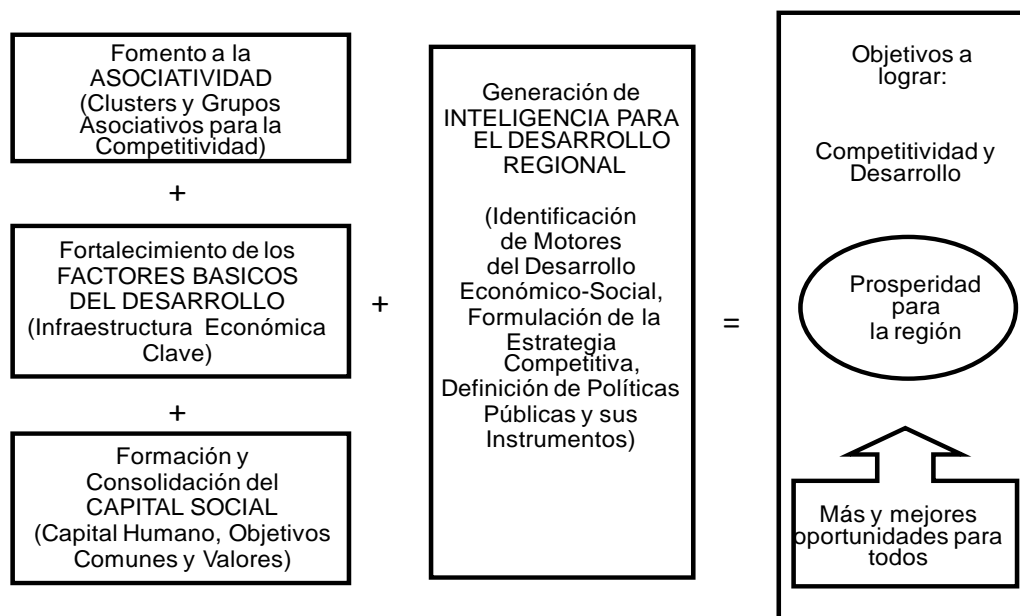 Fomento a la
ASOCIATIVIDAD
(Clusters y Grupos
Asociativos para la
Competitividad)
+
Fortalecimiento de los
FACTORES BASICOS
DEL DESARROLLO
(Infraestructura Económica
Clave)
+
Formación y
Consolidación del
CAPITAL SOCIAL
(Capital Humano, Objetivos
Comunes y Valores)
+
Generación de
INTELIGENCIA PARA
EL DESARROLLO
REGIONAL
(Identificación
de Motores
del Desarrollo
Económico-Social,
Formulación de la
Estrategia
Competitiva,
Definición de Políticas
Públicas y sus
Instrumentos)
=
Objetivos a
lograr:
Competitividad y
Desarrollo
Prosperidad
para
la región
Más y mejores
oportunidades para
todos